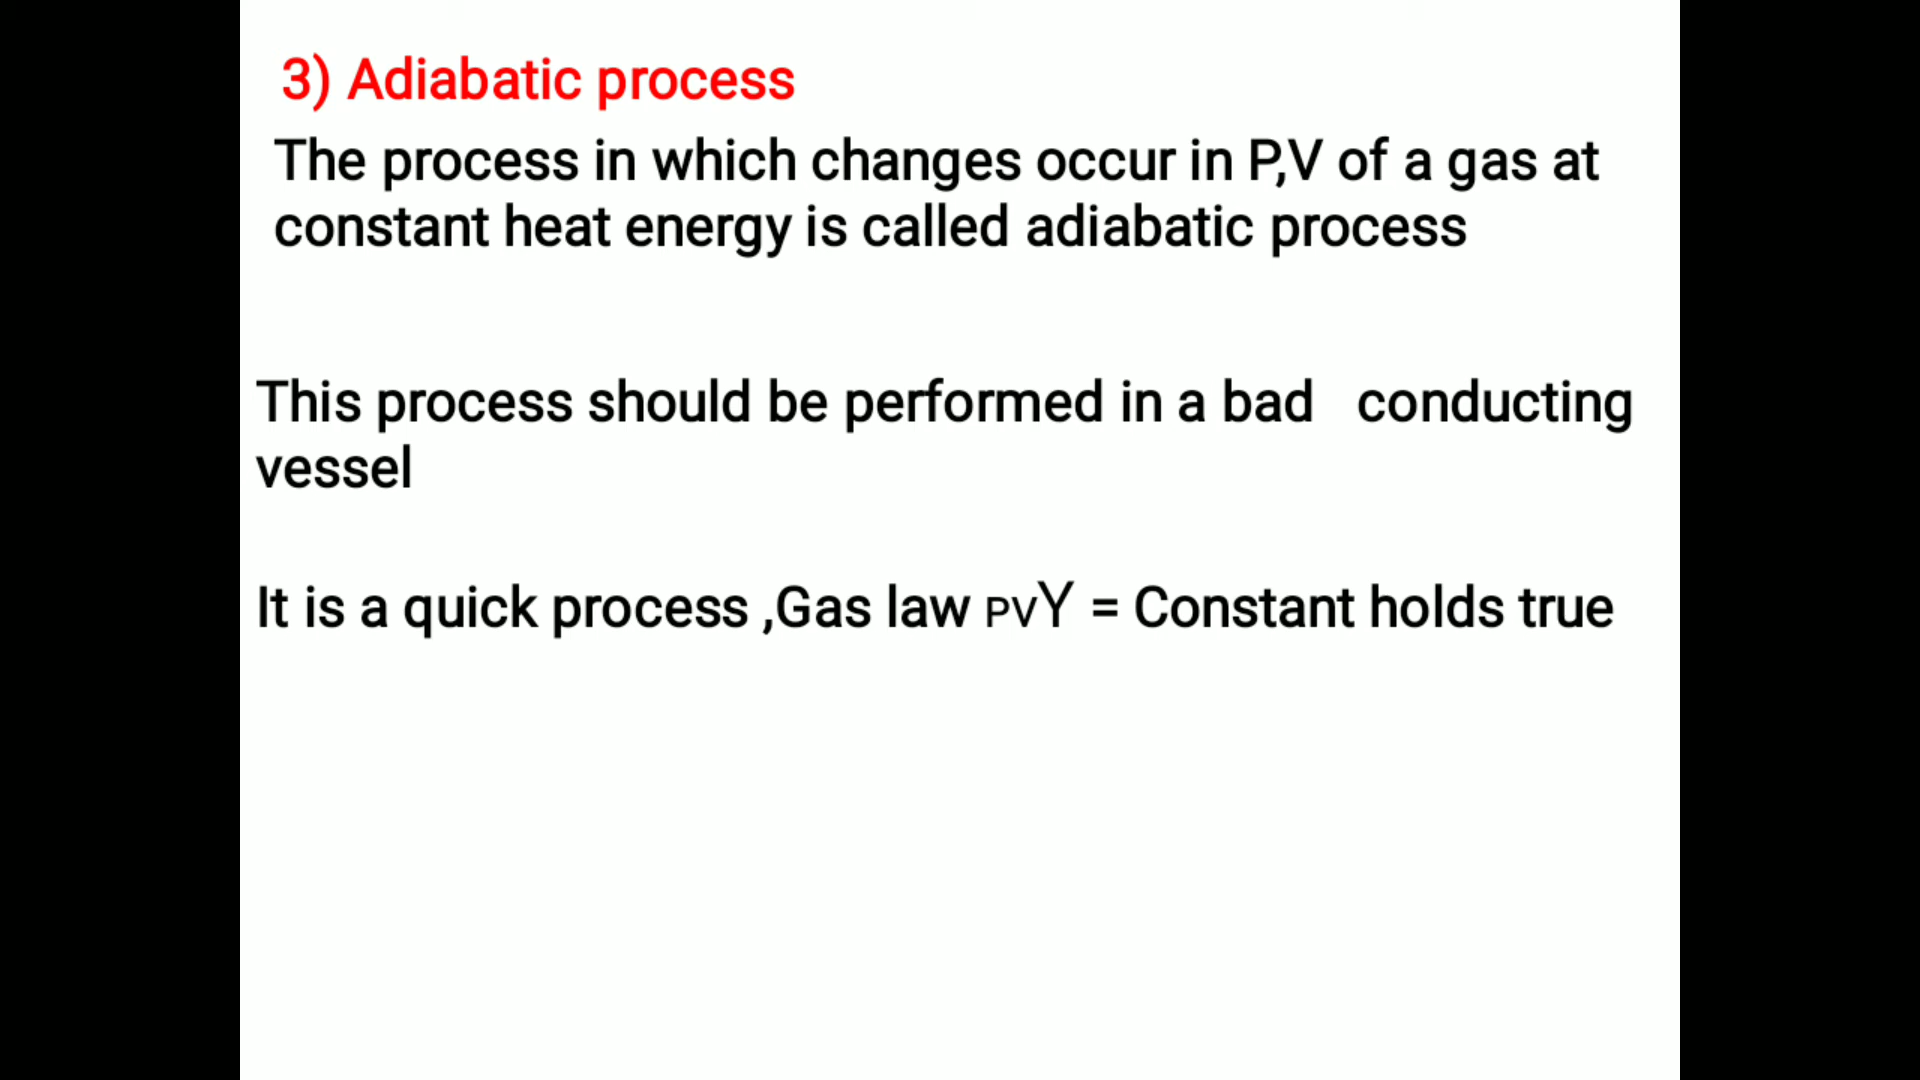 3) Adiabatic process
The process in which changes occur in P,V of a gas at
constant heat energy is called adiabatic process
This process should be performed in a bad   conducting
vessel
It is a quick process ,Gas law PVY = Constant holds true